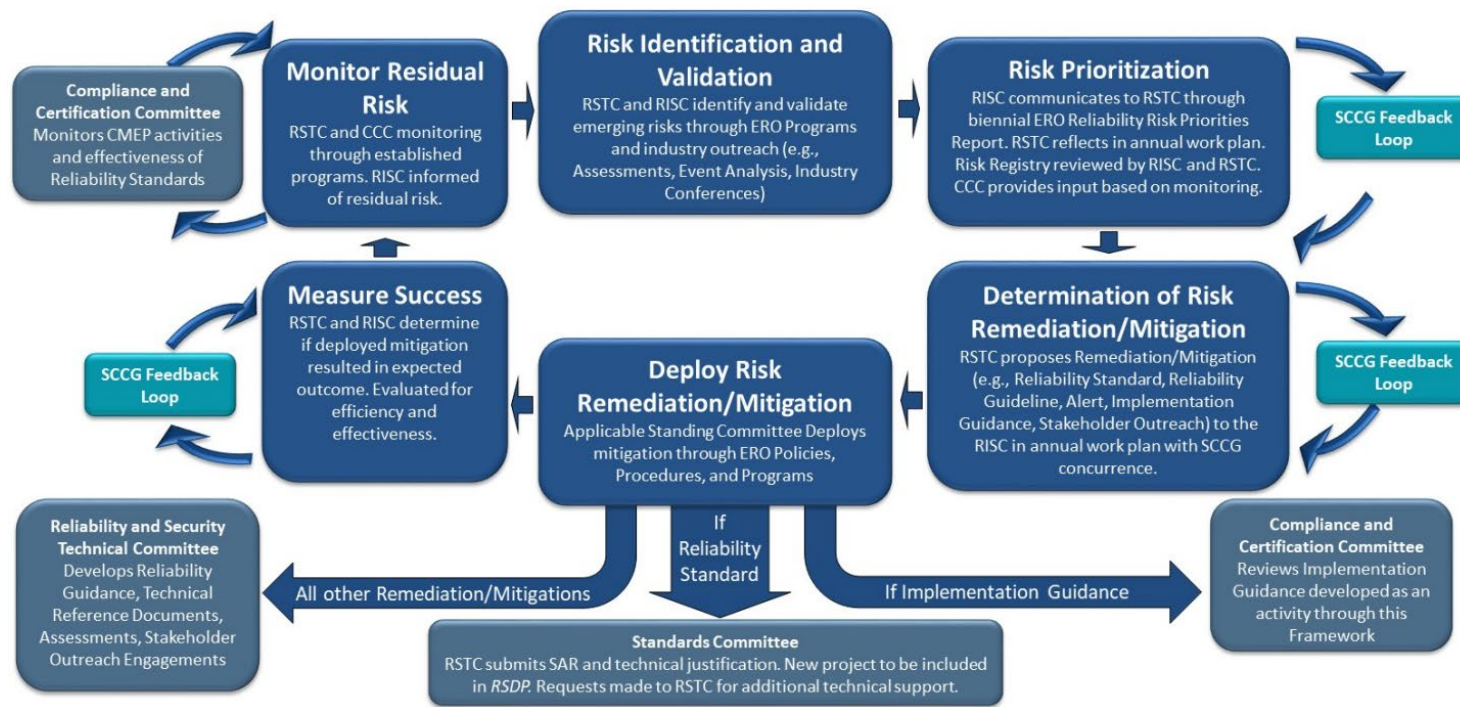 Compliance and
Certification Committee
Monitors CMEP activities
and effectiveness of
Reliability Standards
Monitor Residual
Risk
RSTC and CCC monitoring
through established
programs. RISC informed
of residual risk.
Risk Identification and
Validation
RSTC and RISC identify and validate
emerging risks through ERO Programs
and industry outreach (e.g.,
Assessments, Event Analysis, Industry
Conferences)
Risk Prioritization
RISC communicates to RSTC through
biennial ERO Reliability Risk Priorities
Report. RSTC reflects in annual work plan.
Risk Registry reviewed by RISC and RSTC.
CCC provides input based on monitoring.
SCCG Feedback
Loop
Determination of Risk
Remediation/Mitigation
RSTC proposes Remediation/Mitigation
(e.g., Reliability Standard, Reliability
Guideline, Alert, Implementation
Guidance, Stakeholder Outreach) to the
RISC in annual work plan with SCCG
concurrence.
SCCG Feedback
Loop
Deploy Risk
Remediation/Mitigation
Applicable Standing Committee Deploys
mitigation through ERO Policies,
Procedures, and Programs
Measure Success
RSTC and RISC determine
if deployed mitigation
resulted in expected
outcome. Evaluated for
efficiency and
effectiveness.
SCCG Feedback
Loop
Reliability and Security
Technical Committee
Develops Reliability
Guidance, Technical
Reference Documents,
Assessments, Stakeholder
Outreach Engagements
All other Remediation/Mitigations
If
Reliability
Standard
If Implementation Guidance
Standards Committee
RSTC submits SAR and technical justification. New project to be included
in RSDP. Requests made to RSTC for additional technical support.
Compliance and
Certification Committee
Reviews Implementation
Guidance developed as an
activity through this
Framework